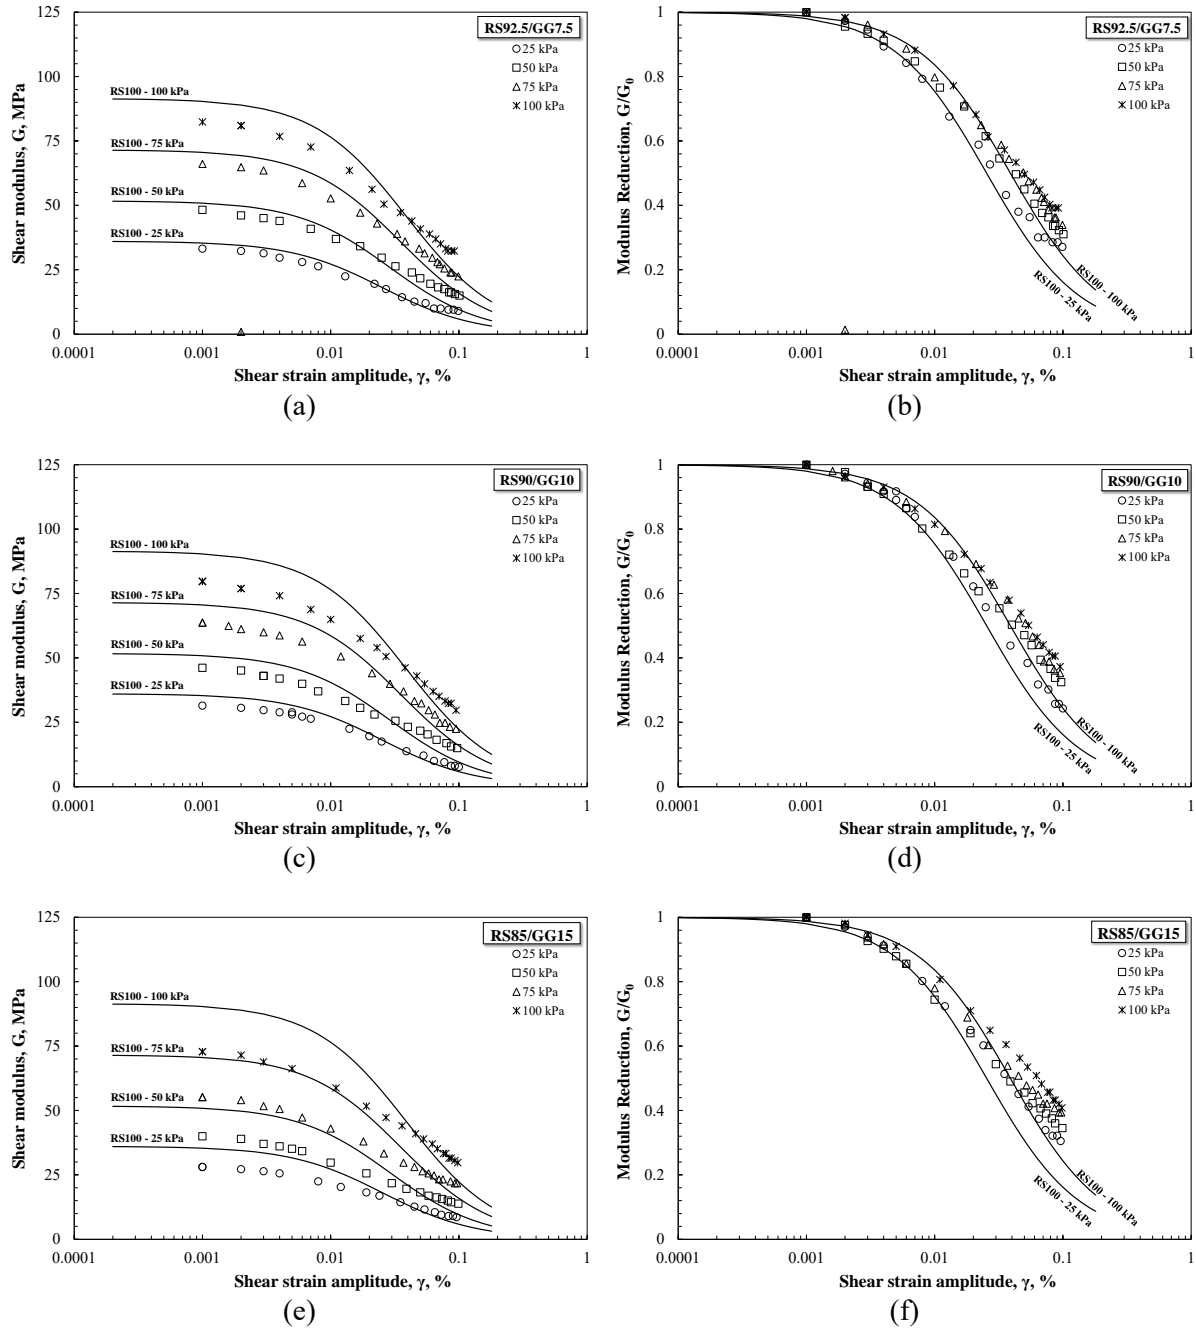 RS92.5/GG7.5
25 kPa
50 kPa
75 kPa
100 kPa
RS100 - 100 kPa
RS100 - 75 kPa
RS100 - 50 kPa
RS100 - 25 kPa
Shear modulus, G, MPa
125
100
75
50
25
0
0.0001
0.001
0.01
0.1
1
Shear strain amplitude, γ, %
(a)
RS92.5/GG7.5
25 kPa
50 kPa
75 kPa
100 kPa
RS100 - 100 kPa
RS100 - 25 kPa
Modulus Reduction, G/G₀
1
0.8
0.6
0.4
0.2
0
0.0001
0.001
0.01
0.1
1
Shear strain amplitude, γ, %
(b)
RS90/GG10
25 kPa
50 kPa
75 kPa
100 kPa
RS100 - 100 kPa
RS100 - 75 kPa
RS100 - 50 kPa
RS100 - 25 kPa
Shear modulus, G, MPa
125
100
75
50
25
0
0.0001
0.001
0.01
0.1
1
Shear strain amplitude, γ, %
(c)
RS90/GG10
25 kPa
50 kPa
75 kPa
100 kPa
RS100 - 100 kPa
RS100 - 25 kPa
Modulus Reduction, G/G₀
1
0.8
0.6
0.4
0.2
0
0.0001
0.001
0.01
0.1
1
Shear strain amplitude, γ, %
(d)
RS85/GG15
25 kPa
50 kPa
75 kPa
100 kPa
RS100 - 100 kPa
RS100 - 75 kPa
RS100 - 50 kPa
RS100 - 25 kPa
Shear modulus, G, MPa
125
100
75
50
25
0
0.0001
0.001
0.01
0.1
1
Shear strain amplitude, γ, %
(e)
RS85/GG15
25 kPa
50 kPa
75 kPa
100 kPa
RS100 - 100 kPa
RS100 - 25 kPa
Modulus Reduction, G/G₀
1
0.8
0.6
0.4
0.2
0
0.0001
0.001
0.01
0.1
1
Shear strain amplitude, γ, %
(f)